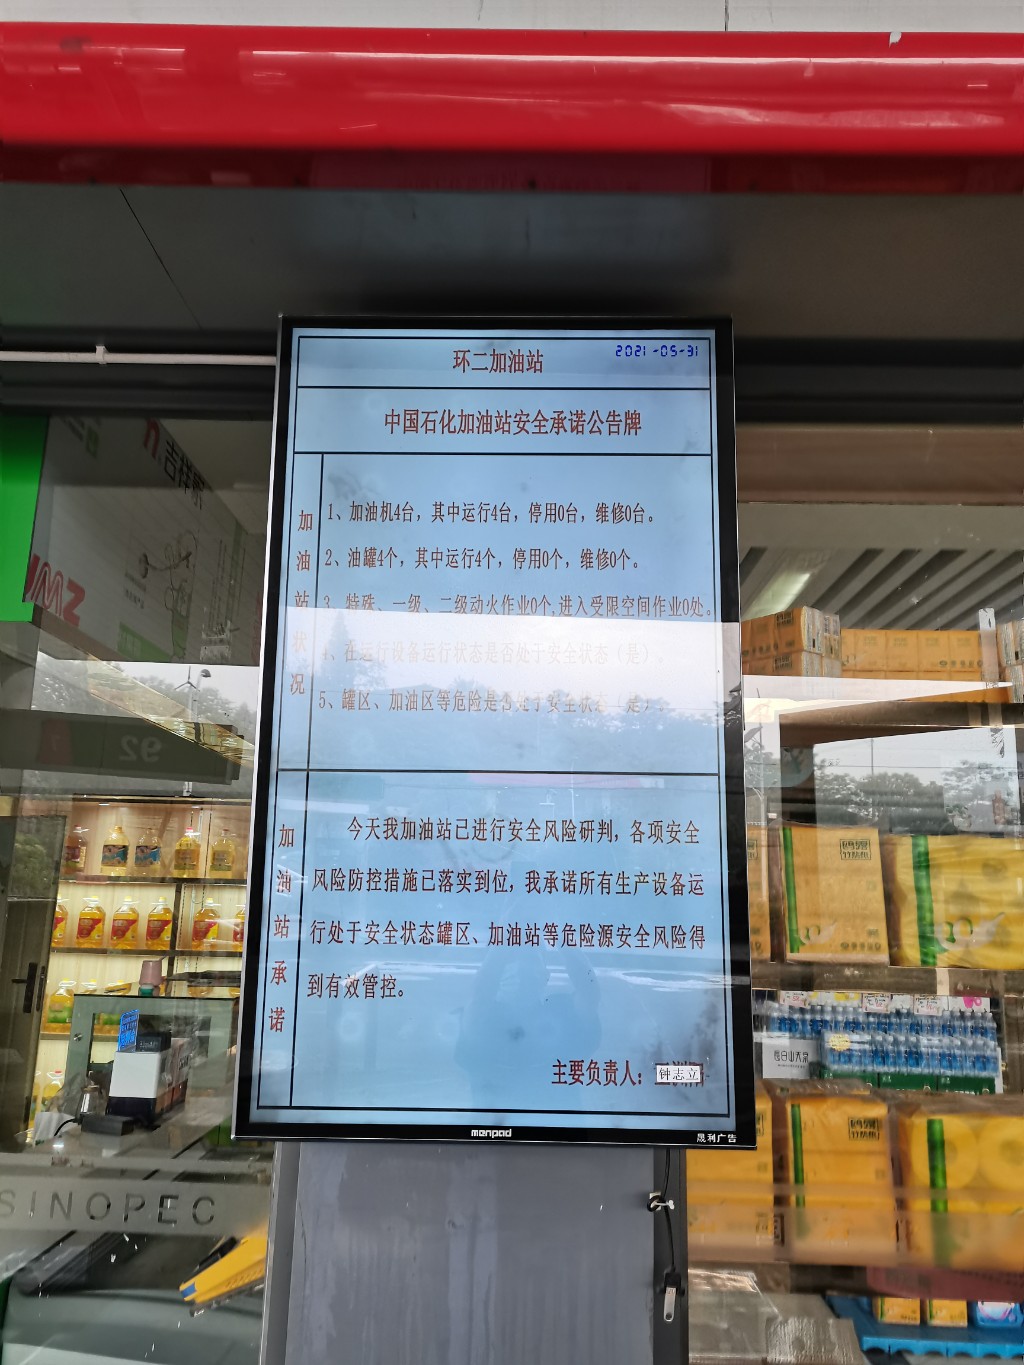 环二加油站
2021-05-31
中国石化加油站安全承诺公告牌
加油站状况
1、加油机4台，其中运行4台，停用0台，维修0台。
2、油罐4个，其中运行4个，停用0个，维修0个。
3、特殊、一级、二级动火作业0个,进入受限空间作业0处。
4、在运行设备运行状态是否处于安全状态（是）。
5、罐区、加油区等危险是否处于安全状态（是）
加油站承诺
今天我加油站已进行安全风险研判，各项安全
风险防控措施已落实到位，我承诺所有生产设备运
行处于安全状态罐区、加油站等危险源安全风险得
到有效管控。
主要负责人：钟志立
menpad
晟利广告
SINOPEC
92